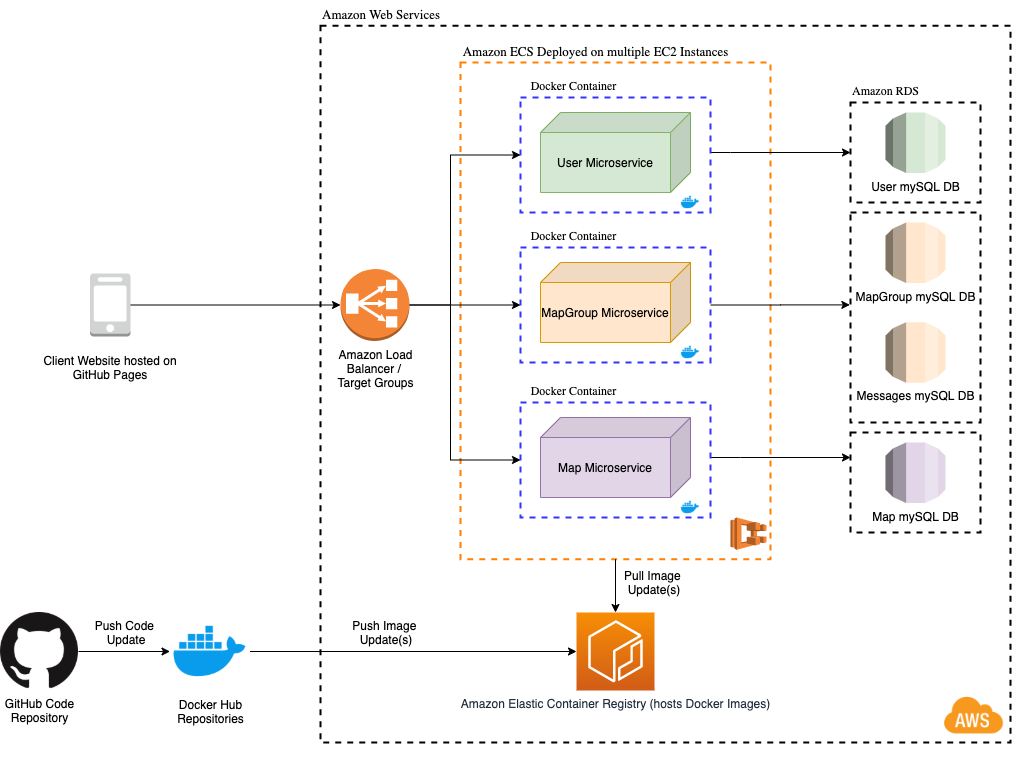 Amazon Web Services
Amazon ECS Deployed on multiple EC2 Instances
Docker Container
User Microservice
Amazon RDS
User mySQL DB
Docker Container
MapGroup Microservice
MapGroup mySQL DB
Messages mySQL DB
Client Website hosted on
GitHub Pages
Amazon Load
Balancer /
Target Groups
Docker Container
Map Microservice
Map mySQL DB
Pull Image
Update(s)
Push Code
Update
Push Image
Update(s)
GitHub Code
Repository
Docker Hub
Repositories
Amazon Elastic Container Registry (hosts Docker Images)
AWS